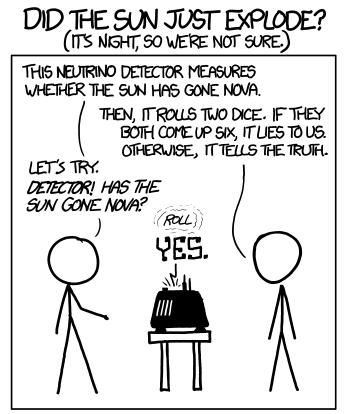 DID THE SUN JUST EXPLODE?
(IT'S NIGHT, SO WE'RE NOT SURE.)
THIS NEUTRINO DETECTOR MEASURES
WHETHER THE SUN HAS GONE NOVA.
THEN, IT ROLLS TWO DICE. IF THEY
BOTH COME UP SIX, IT LIES TO US.
OTHERWISE, IT TELLS THE TRUTH.
LET'S TRY.
DETECTOR! HAS THE
SUN GONE NOVA?
ROLL
YES.